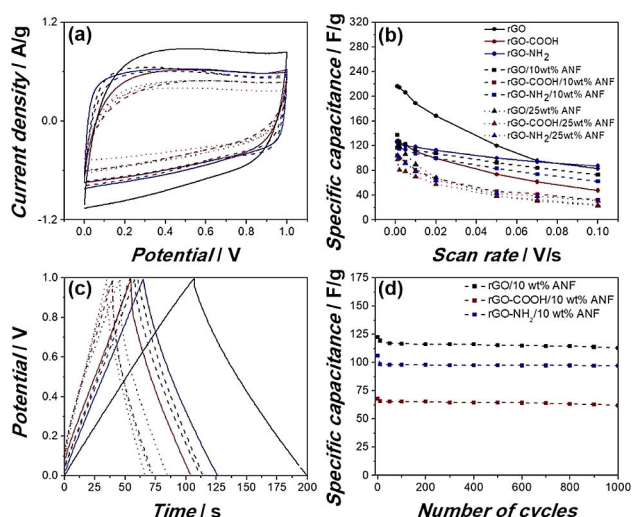 (a)
Current density / A/g
1.2
0.0
-1.2
0.0
0.2
0.4
0.6
0.8
1.0
Potential / V
(b)
Specific capacitance / F/g
280
240
200
160
120
80
40
0
0.00
0.02
0.04
0.06
0.08
0.10
Scan rate / V/s
rGO
rGO-COOH
rGO-NH2
rGO/10wt% ANF
rGO-COOH/10wt% ANF
rGO-NH2/10wt% ANF
rGO/25wt% ANF
rGO-COOH/25wt% ANF
rGO-NH2/25wt% ANF
(c)
Potential / V
1.0
0.8
0.6
0.4
0.2
0.0
0
25
50
75
100
125
150
175
200
Time / s
(d)
Specific capacitance / F/g
175
150
125
100
75
50
25
0
0
200
400
600
800
1000
Number of cycles
rGO/10 wt% ANF
rGO-COOH/10 wt% ANF
rGO-NH2/10 wt% ANF